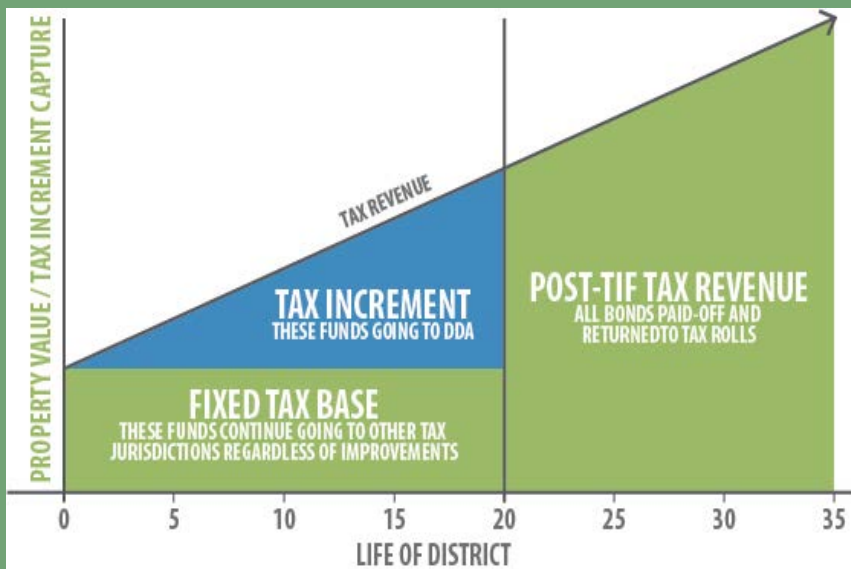 PROPERTY VALUE / TAX INCREMENT CAPTURE
TAX REVENUE
TAX INCREMENT
THESE FUNDS GOING TO DDA
FIXED TAX BASE
THESE FUNDS CONTINUE GOING TO OTHER TAX
JURISDICTIONS REGARDLESS OF IMPROVEMENTS
POST-TIF TAX REVENUE
ALL BONDS PAID-OFF AND
RETURNEDTO TAX ROLLS
0 5 10 15 20 25 30 35
LIFE OF DISTRICT